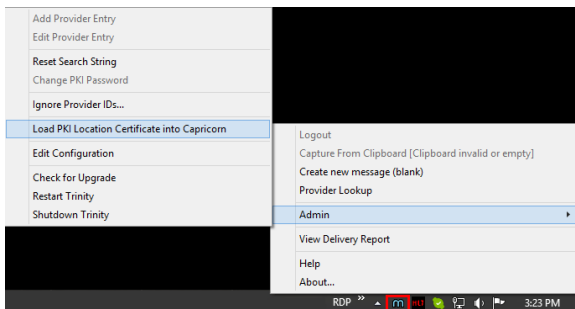 Add Provider Entry
Edit Provider Entry
Reset Search String
Change PKI Password
Ignore Provider IDs...
Load PKI Location Certificate into Capricorn
Edit Configuration
Check for Upgrade
Restart Trinity
Shutdown Trinity
Logout
Capture From Clipboard [Clipboard invalid or empty]
Create new message (blank)
Provider Lookup
Admin
View Delivery Report
Help
About...
RDP » m 3:23 PM